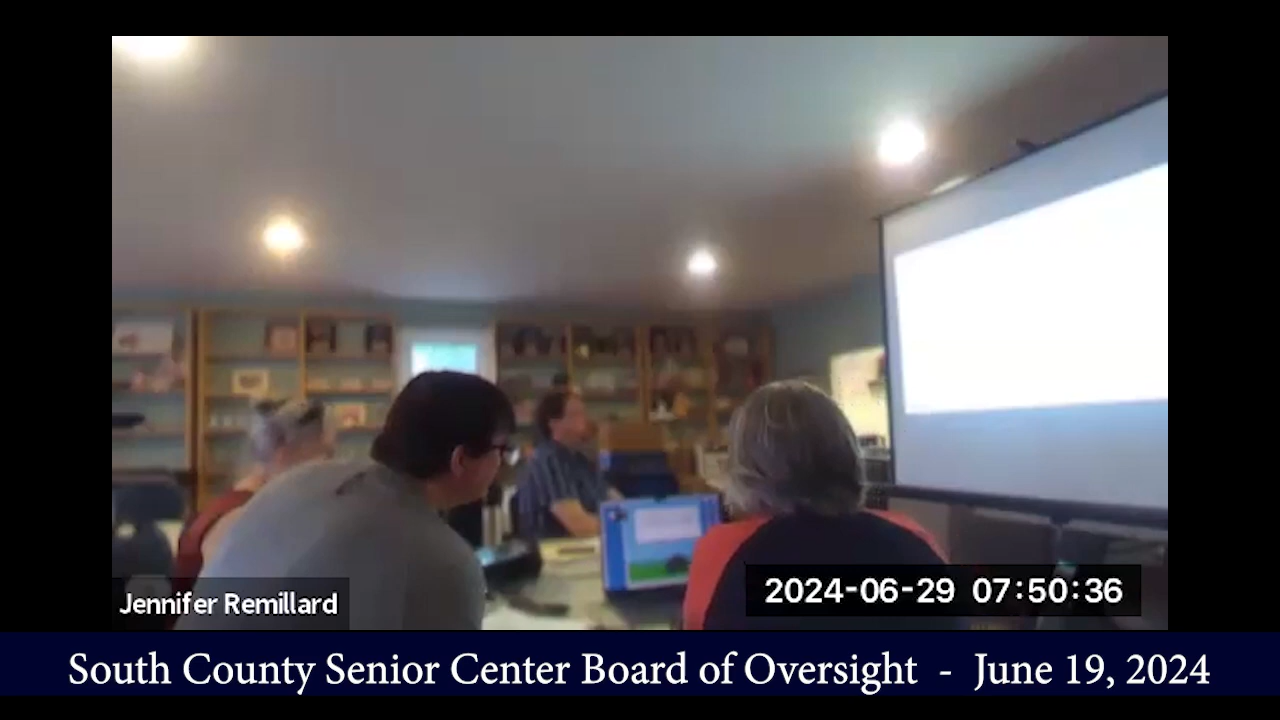 Jennifer Remillard
2024-06-29 07:50:36
South County Senior Center Board of Oversight - June 19, 2024